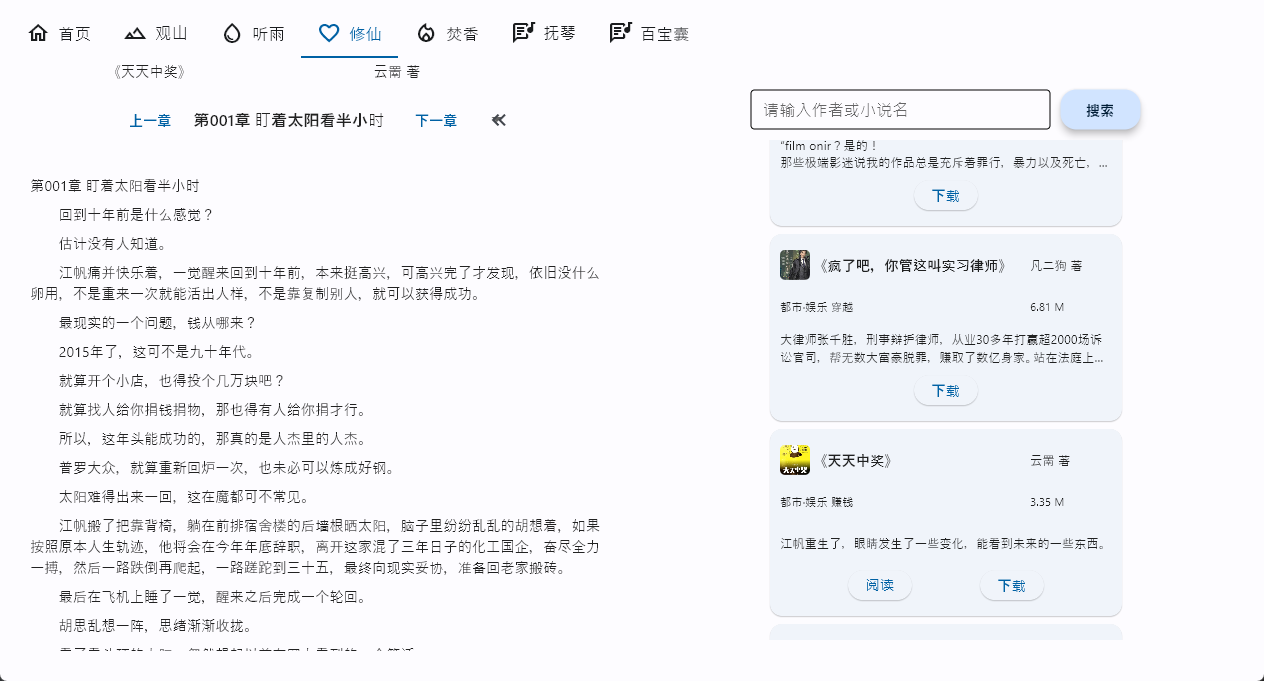 首页 观山 听雨 修仙 焚香 抚琴 百宝囊
《天天中奖》 云霄 著
上一章 第001章 盯着太阳看半小时 下一章
第001章 盯着太阳看半小时
回到十年前是什么感觉？
估计没有人知道。
江帆痛并快乐着，一觉醒来回到十年前，本来挺高兴，可高兴完了才发现，依旧没什么
卵用，不是重来一次就能活出人样，不是靠复制别人，就可以获得成功。
最现实的一个问题，钱从哪来？
2015年了，这可不是九十年代。
就算开个小店，也得投个几万块吧？
就算找人给你捐钱捐物，那也得有人给你捐才行。
所以，这年头能成功的，那真的是人杰里的人杰。
普罗大众，就算重新回炉一次，也未必可以炼成好钢。
太阳难得出来一回，这在魔都可不常见。
江帆搬了把靠背椅，躺在前排宿舍楼的后墙根晒太阳，脑子里纷纷乱乱的胡想着，如果
按照原本人生轨迹，他将会在今年年底辞职，离开这家混了三年日子的化工国企，奋尽全力
一搏，然后一路跌倒再爬起，一路蹉跎到三十五，最终向现实妥协，准备回老家搬砖。
最后在飞机上睡了一觉，醒来之后完成一个轮回。
胡思乱想一阵，思绪渐渐收拢。
请输入作者或小说名 搜索
“film onir？是的！
那些极端影迷说我的作品总是充斥着罪行，暴力以及死亡，...
下载
《疯了吧，你管这叫实习律师》 凡二狗 著
都市·娱乐 穿越 6.81 M
大律师张千胜，刑事辩护律师，从业30多年打赢超2000场诉
讼官司，帮无数大富豪脱罪，赚取了数亿身家。站在法庭上...
下载
《天天中奖》 云霄 著
都市·娱乐 赚钱 3.35 M
江帆重生了，眼睛发生了一些变化，能看到未来的一些东西。
阅读 下载